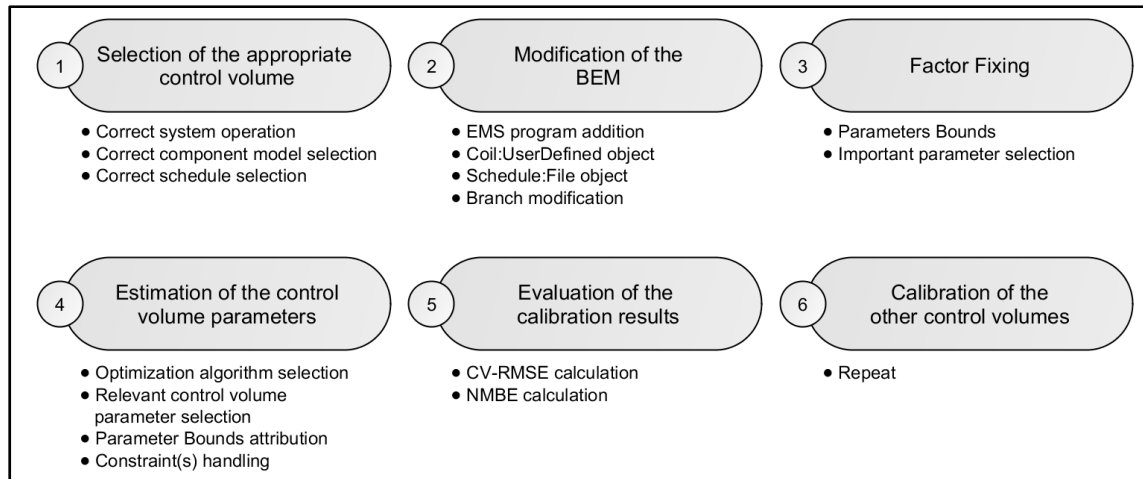 1
Selection of the appropriate
control volume
● Correct system operation
● Correct component model selection
● Correct schedule selection
2
Modification of the
BEM
● EMS program addition
● Coil:UserDefined object
● Schedule:File object
● Branch modification
3
Factor Fixing
● Parameters Bounds
● Important parameter selection
4
Estimation of the control
volume parameters
● Optimization algorithm selection
● Relevant control volume
parameter selection
● Parameter Bounds attribution
● Constraint(s) handling
5
Evaluation of the
calibration results
● CV-RMSE calculation
● NMBE calculation
6
Calibration of the
other control volumes
● Repeat